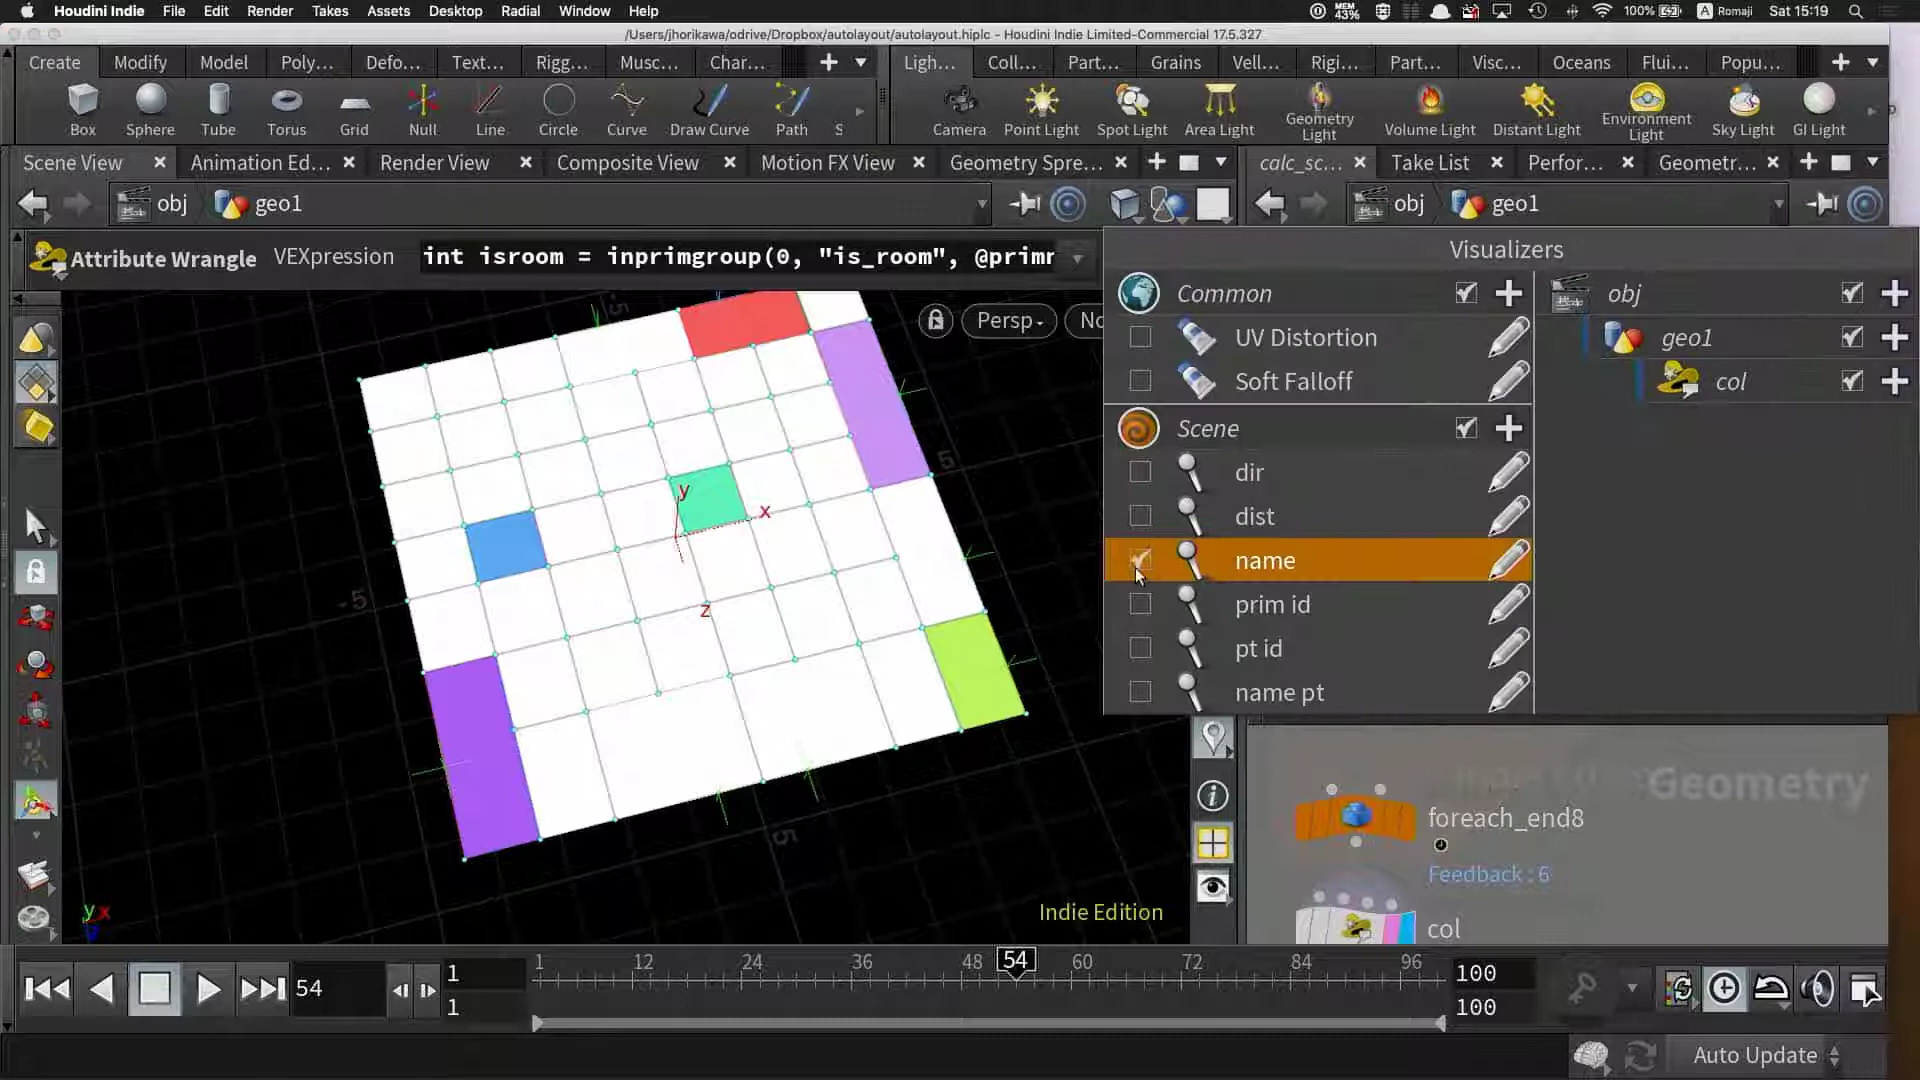 Houdini Indie File Edit Render Takes Assets Desktop Radial Window Help
MEM 43% 100% A Romaji Sat 15:19
/Users/jhorikawa/odrive/Dropbox/autolayout/autolayout.hiplc - Houdini Indie Limited-Commercial 17.5.327
Create Modify Model Poly... Defo... Text... Rigg... Musc... Char...
Ligh... Coll... Part... Grains Vell... Rigi... Part... Visc... Oceans Flui... Popu...
Box Sphere Tube Torus Grid Null Line Circle Curve Draw Curve Path S
Camera Point Light Spot Light Area Light Geometry Light Volume Light Distant Light Environment Light Sky Light GI Light
Scene View Animation Ed... Render View Composite View Motion FX View Geometry Spre...
calc_sc... Take List Perfor... Geometr...
obj geo1
obj geo1
Attribute Wrangle VEXpression int isroom = inprimgroup(0, "is_room", @primr
Visualizers
Common
UV Distortion
Soft Falloff
Scene
dir
dist
name
prim id
pt id
name pt
obj
geo1
col
Persp
No
5
y
x
z
-5
5
5
y x
Indie Edition
Geometry
foreach_end8
Feedback : 6
col
54
1
1
1 12 24 36 48 54 60 72 84 96
100
100
Auto Update